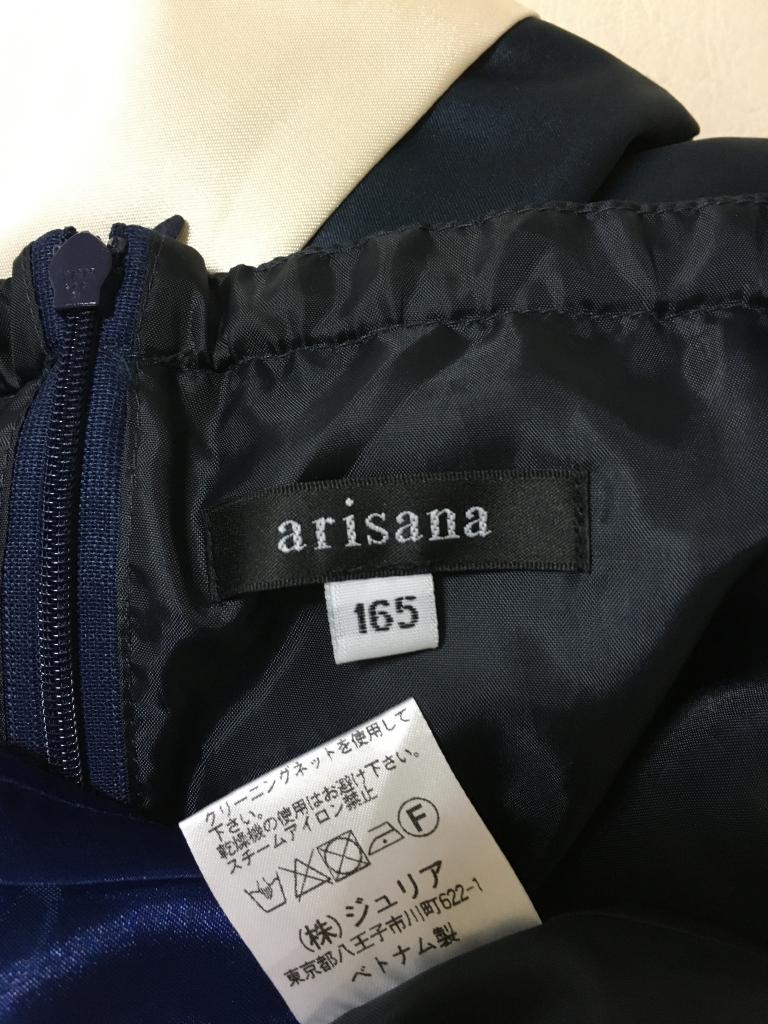 arisana
165
クリーニングネットを使用して
下さい。
乾燥機の使用はお避け下さい。
スチームアイロン禁止
F
(株)ジュリア
東京都八王子市川町622-1
ベトナム製